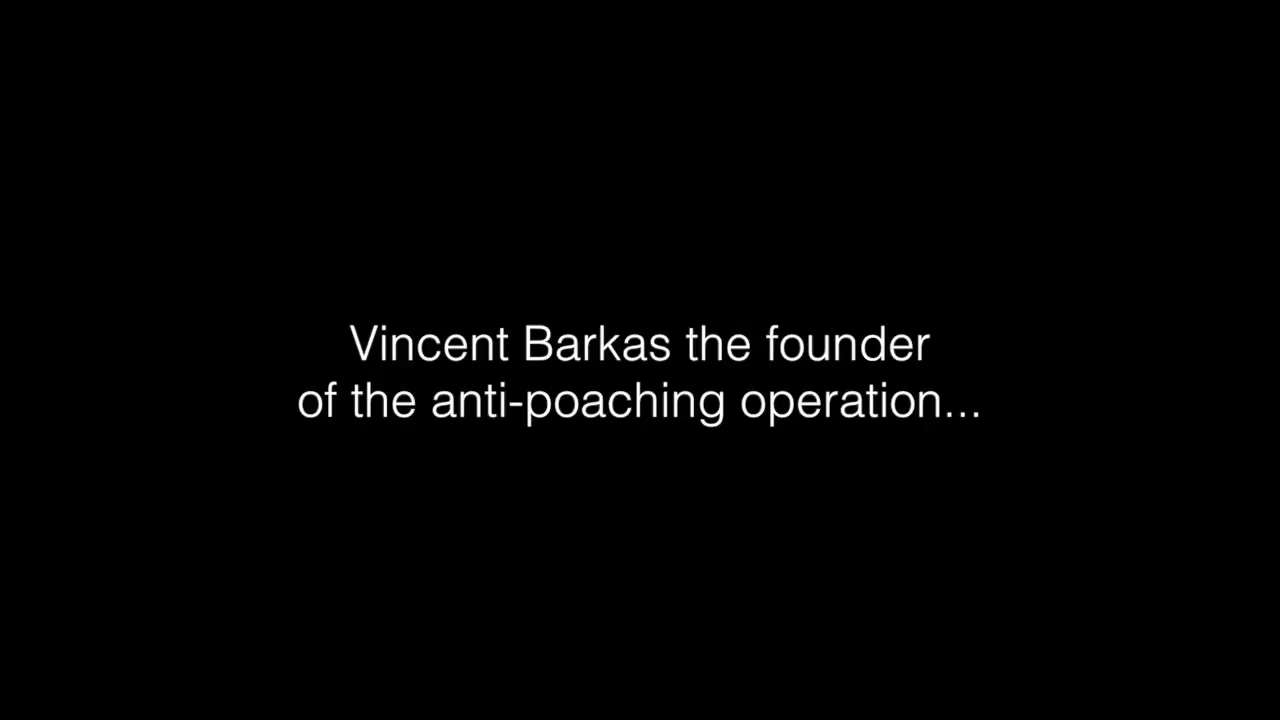 Vincent Barkas the founder
of the anti-poaching operation...